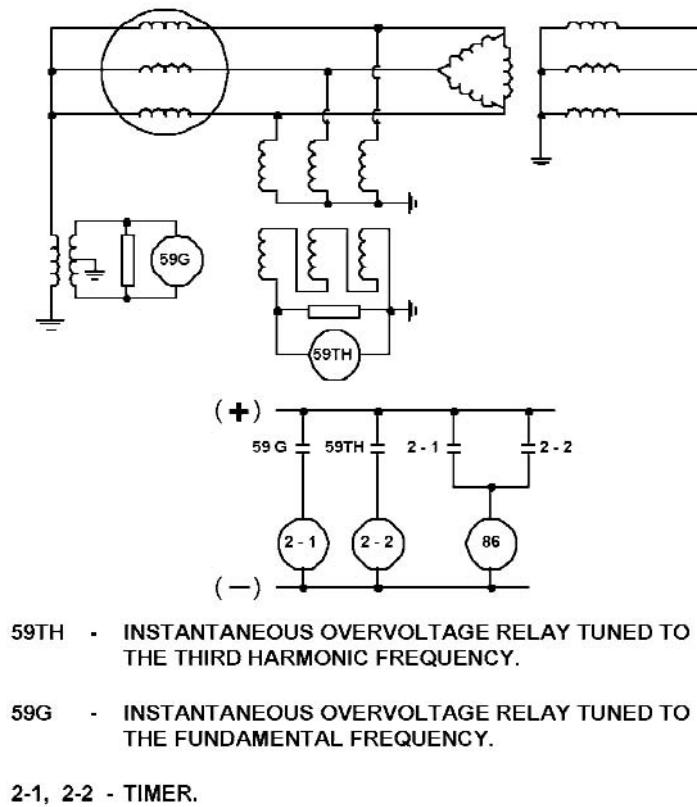 59G
59TH
(+)
59 G 59TH 2 - 1 2 - 2
2 - 1 2 - 2 86
(−)
59TH - INSTANTANEOUS OVERVOLTAGE RELAY TUNED TO
THE THIRD HARMONIC FREQUENCY.
59G - INSTANTANEOUS OVERVOLTAGE RELAY TUNED TO
THE FUNDAMENTAL FREQUENCY.
2-1, 2-2 - TIMER.